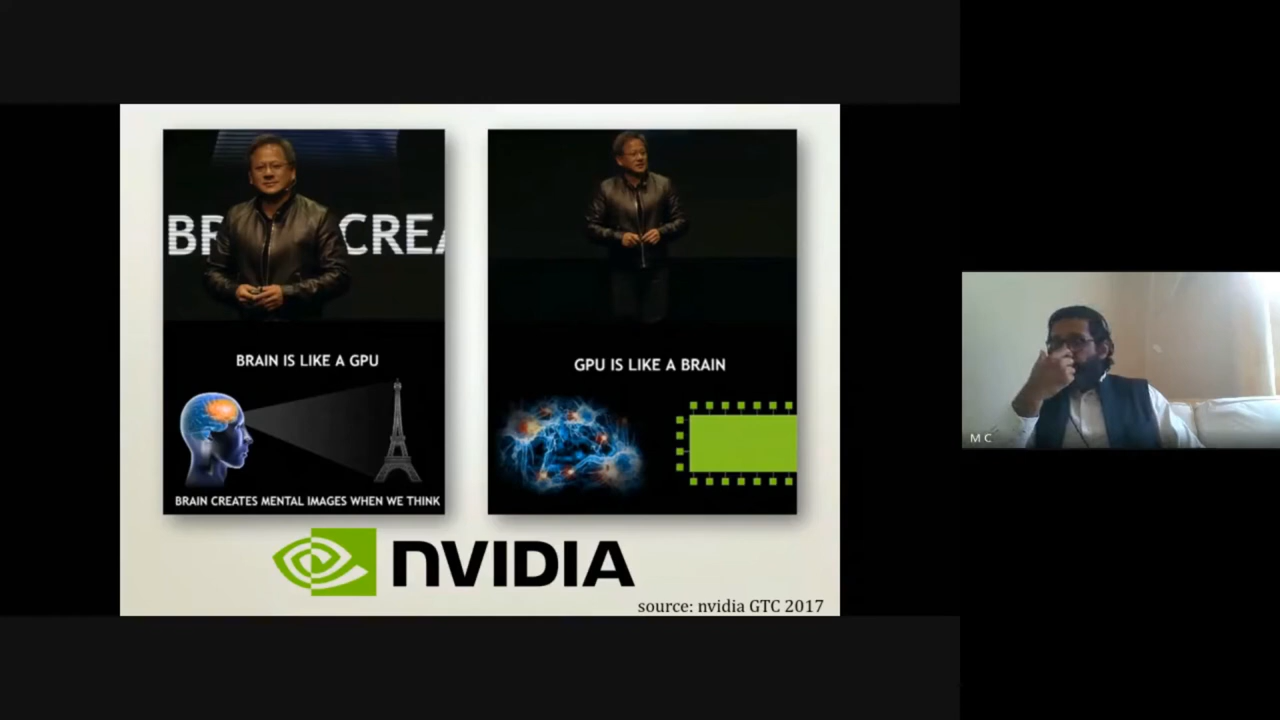 BR CREA
BRAIN IS LIKE A GPU
BRAIN CREATES MENTAL IMAGES WHEN WE THINK
GPU IS LIKE A BRAIN
NVIDIA
source: nvidia GTC 2017
M C